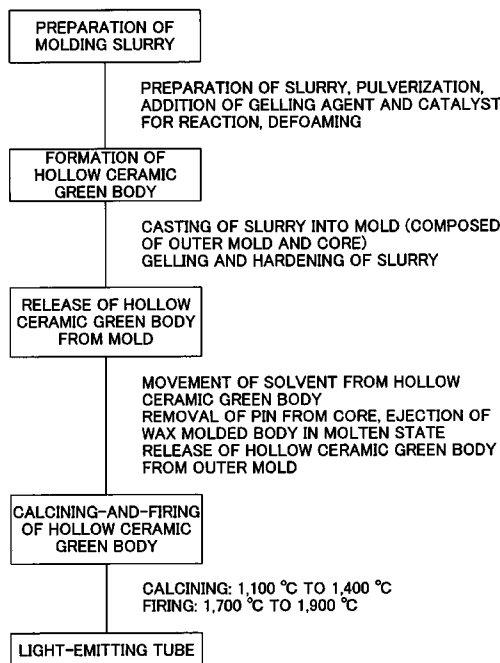 PREPARATION OF
MOLDING SLURRY
PREPARATION OF SLURRY, PULVERIZATION,
ADDITION OF GELLING AGENT AND CATALYST
FOR REACTION, DEFOAMING
FORMATION OF
HOLLOW CERAMIC
GREEN BODY
CASTING OF SLURRY INTO MOLD (COMPOSED
OF OUTER MOLD AND CORE)
GELLING AND HARDENING OF SLURRY
RELEASE OF HOLLOW
CERAMIC GREEN BODY
FROM MOLD
MOVEMENT OF SOLVENT FROM HOLLOW
CERAMIC GREEN BODY
REMOVAL OF PIN FROM CORE, EJECTION OF
WAX MOLDED BODY IN MOLTEN STATE
RELEASE OF HOLLOW CERAMIC GREEN BODY
FROM OUTER MOLD
CALCINING-AND-FIRING
OF HOLLOW CERAMIC
GREEN BODY
CALCINING: 1,100 °C TO 1,400 °C
FIRING: 1,700 °C TO 1,900 °C
LIGHT-EMITTING TUBE